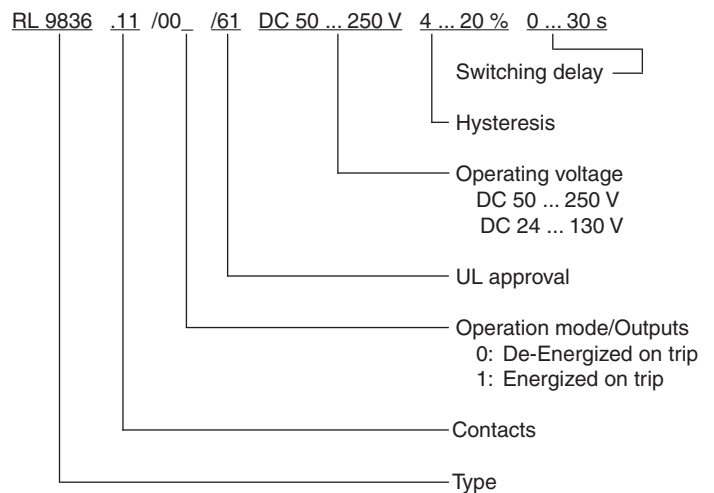 RL 9836 .11 /00_ /61 DC 50 ... 250 V 4 ... 20 % 0 ... 30 s
Switching delay
Hysteresis
Operating voltage
DC 50 ... 250 V
DC 24 ... 130 V
UL approval
Operation mode/Outputs
0: De-Energized on trip
1: Energized on trip
Contacts
Type